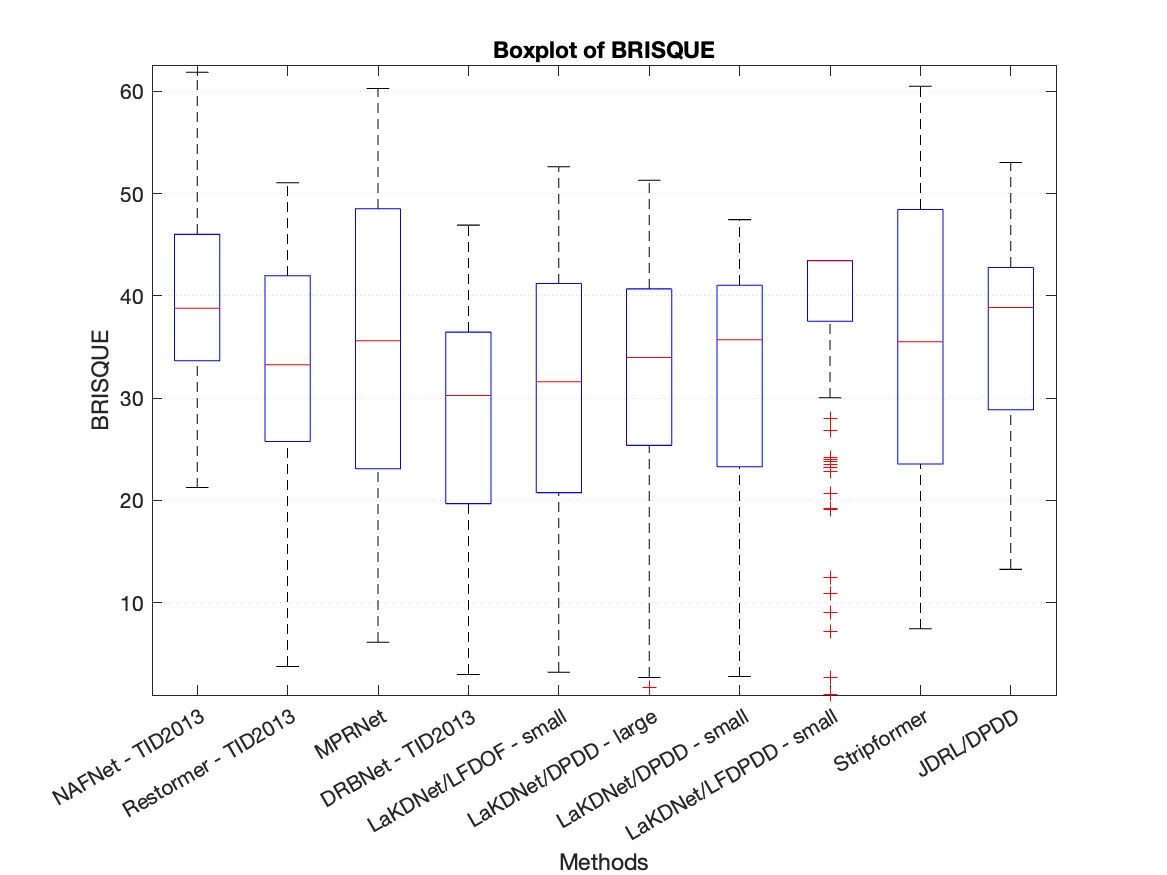 Boxplot of BRISQUE
60
50
40
30
20
10
BRISQUE
NAFNet - TID2013
Restormer - TID2013
MPRNet
DRBNet - TID2013
LaKDNet/LFDOF - small
LaKDNet/DPDD - large
LaKDNet/DPDD - small
LaKDNet/LFDPDD - small
Stripformer
JDRL/DPDD
Methods